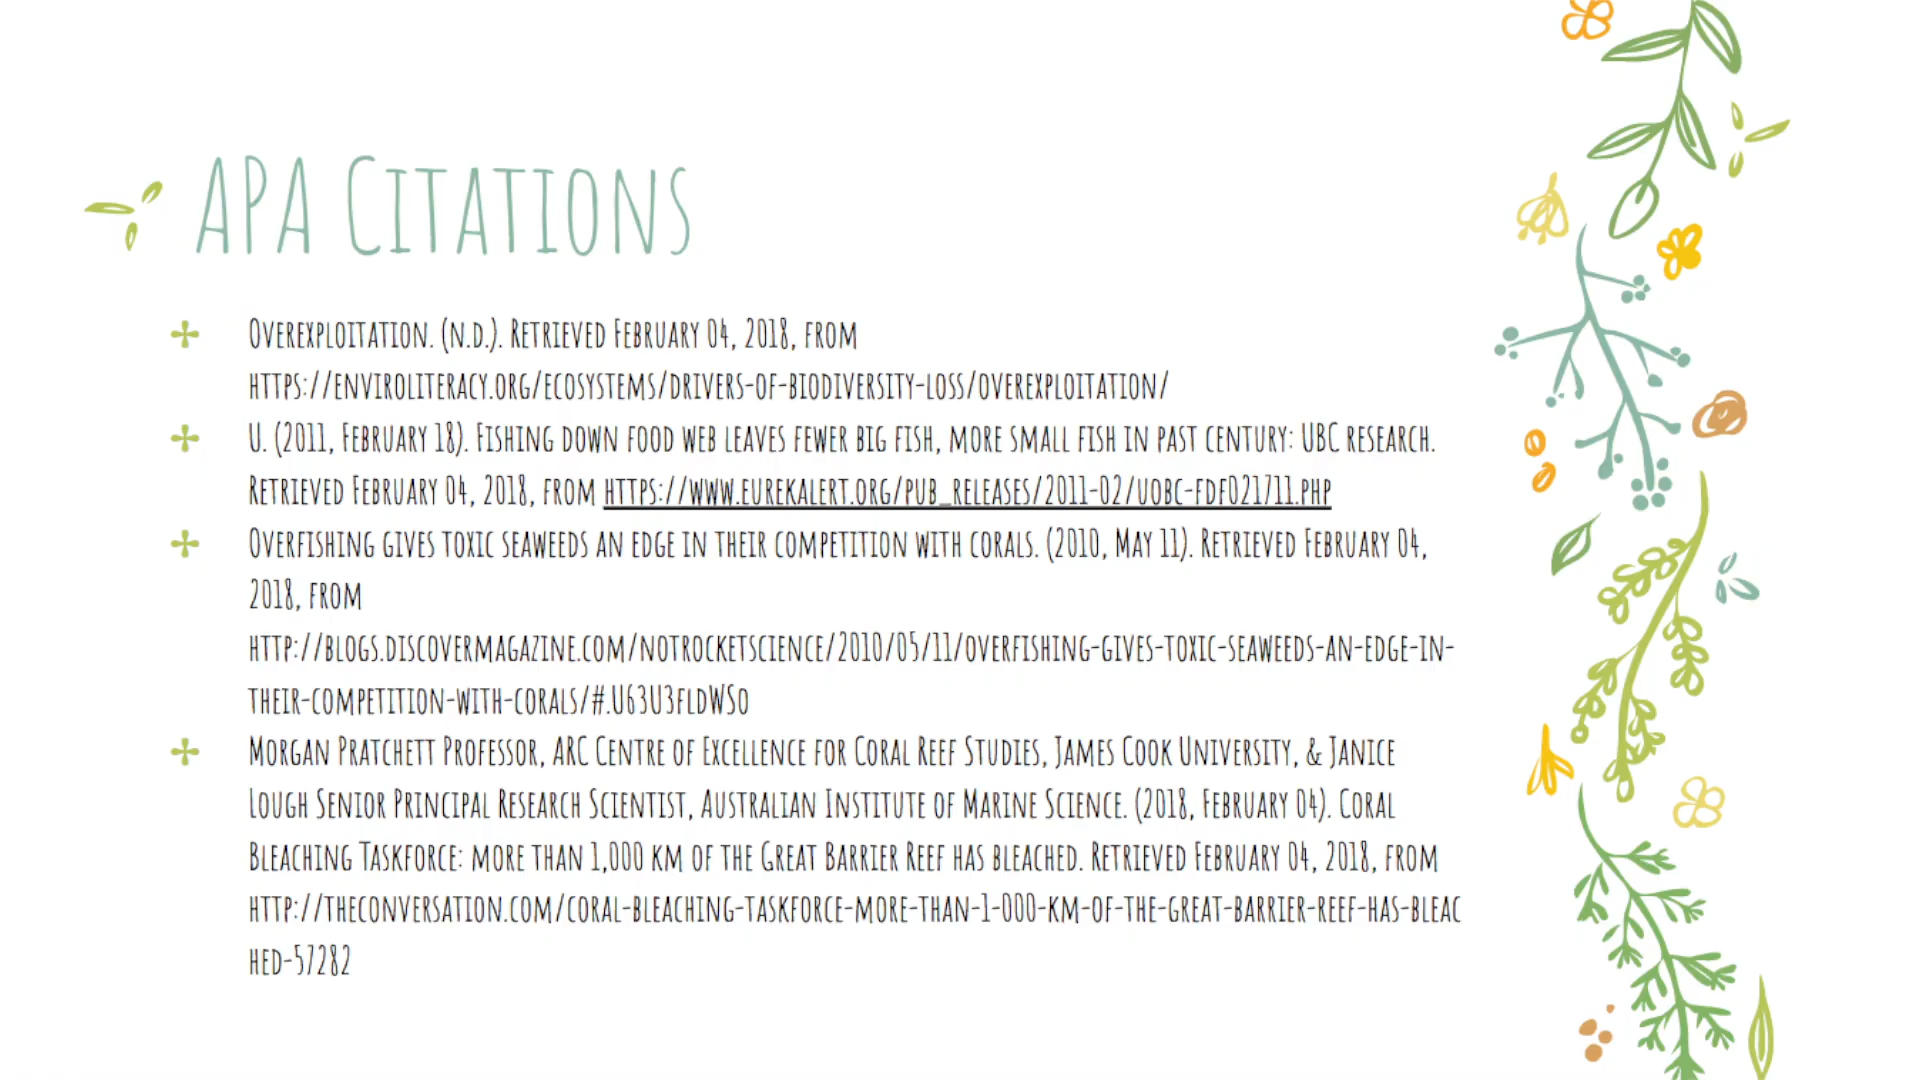 APA Citations
Overexploitation. (n.d.). Retrieved February 04, 2018, from
https://enviroliteracy.org/ecosystems/drivers-of-biodiversity-loss/overexploitation/
U. (2011, February 18). Fishing down food web leaves fewer big fish, more small fish in past century: UBC research.
Retrieved February 04, 2018, from https://www.eurekalert.org/pub_releases/2011-02/uobc-fdf021711.php
Overfishing gives toxic seaweeds an edge in their competition with corals. (2010, May 11). Retrieved February 04,
2018, from
http://blogs.discovermagazine.com/notrocketscience/2010/05/11/overfishing-gives-toxic-seaweeds-an-edge-in-
their-competition-with-corals/#.U63U3fldWSo
Morgan Pratchett Professor, ARC Centre of Excellence for Coral Reef Studies, James Cook University, & Janice
Lough Senior Principal Research Scientist, Australian Institute of Marine Science. (2018, February 04). Coral
Bleaching Taskforce: more than 1,000 km of the Great Barrier Reef has bleached. Retrieved February 04, 2018, from
http://theconversation.com/coral-bleaching-taskforce-more-than-1-000-km-of-the-great-barrier-reef-has-bleac
hed-57282